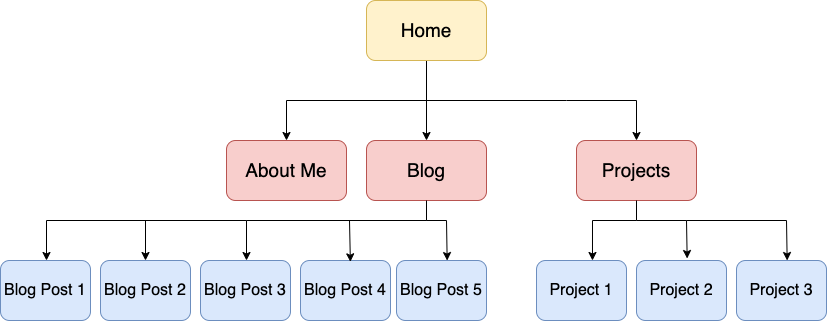 Home
About Me
Blog
Projects
Blog Post 1
Blog Post 2
Blog Post 3
Blog Post 4
Blog Post 5
Project 1
Project 2
Project 3